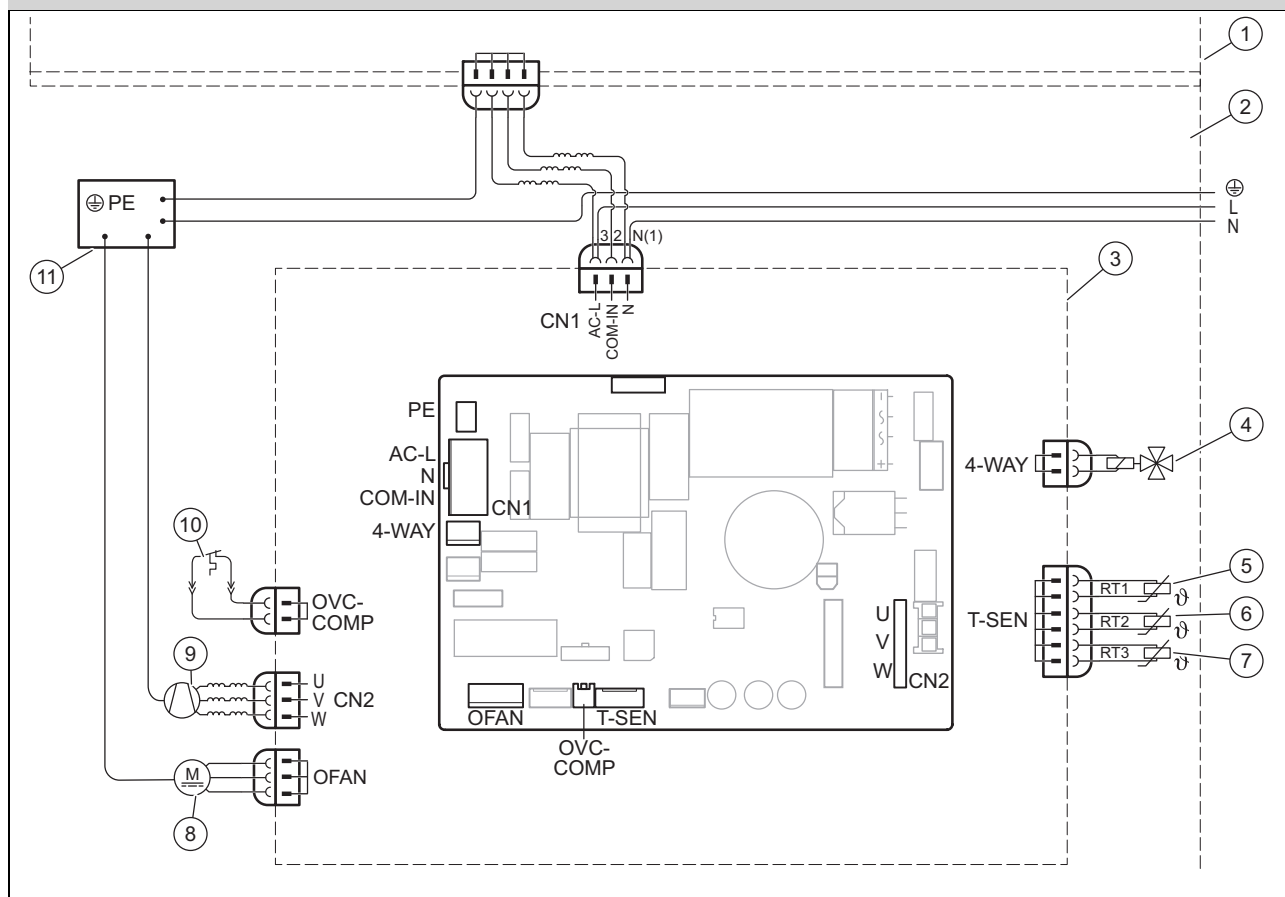 1
2
⏚
L
N
⏚ PE
11
3 2 N(1)
CN1
AC-L
COM-IN
N
3
PE
AC-L
N
COM-IN
CN1
4-WAY
4-WAY
4
10
OVC-
COMP
9
U
V
W
CN2
M
OFAN
8
U
V
W
CN2
OFAN
T-SEN
OVC-
COMP
T-SEN
RT1
ϑ
5
RT2
ϑ
6
RT3
ϑ
7